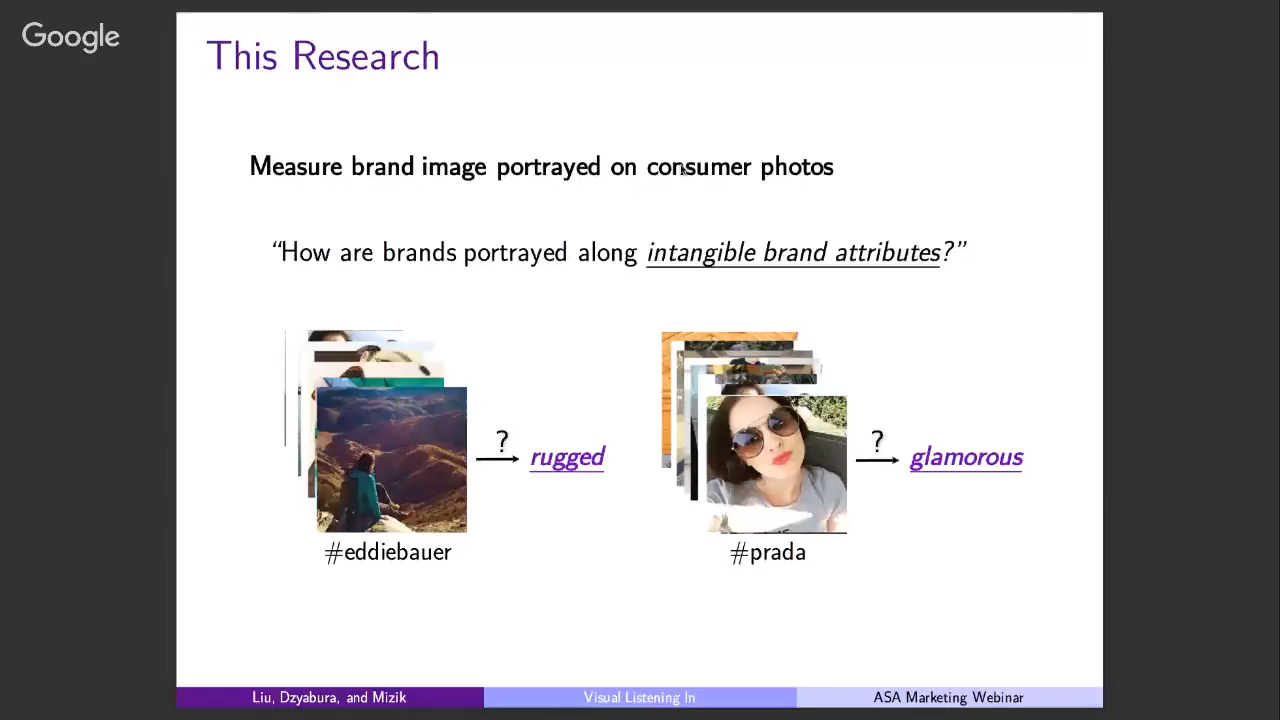 Google
This Research
Measure brand image portrayed on consumer photos
“How are brands portrayed along intangible brand attributes?”
? rugged
? glamorous
#eddiebauer
#prada
Liu, Dzyabura, and Mizik
Visual Listening In
ASA Marketing Webinar